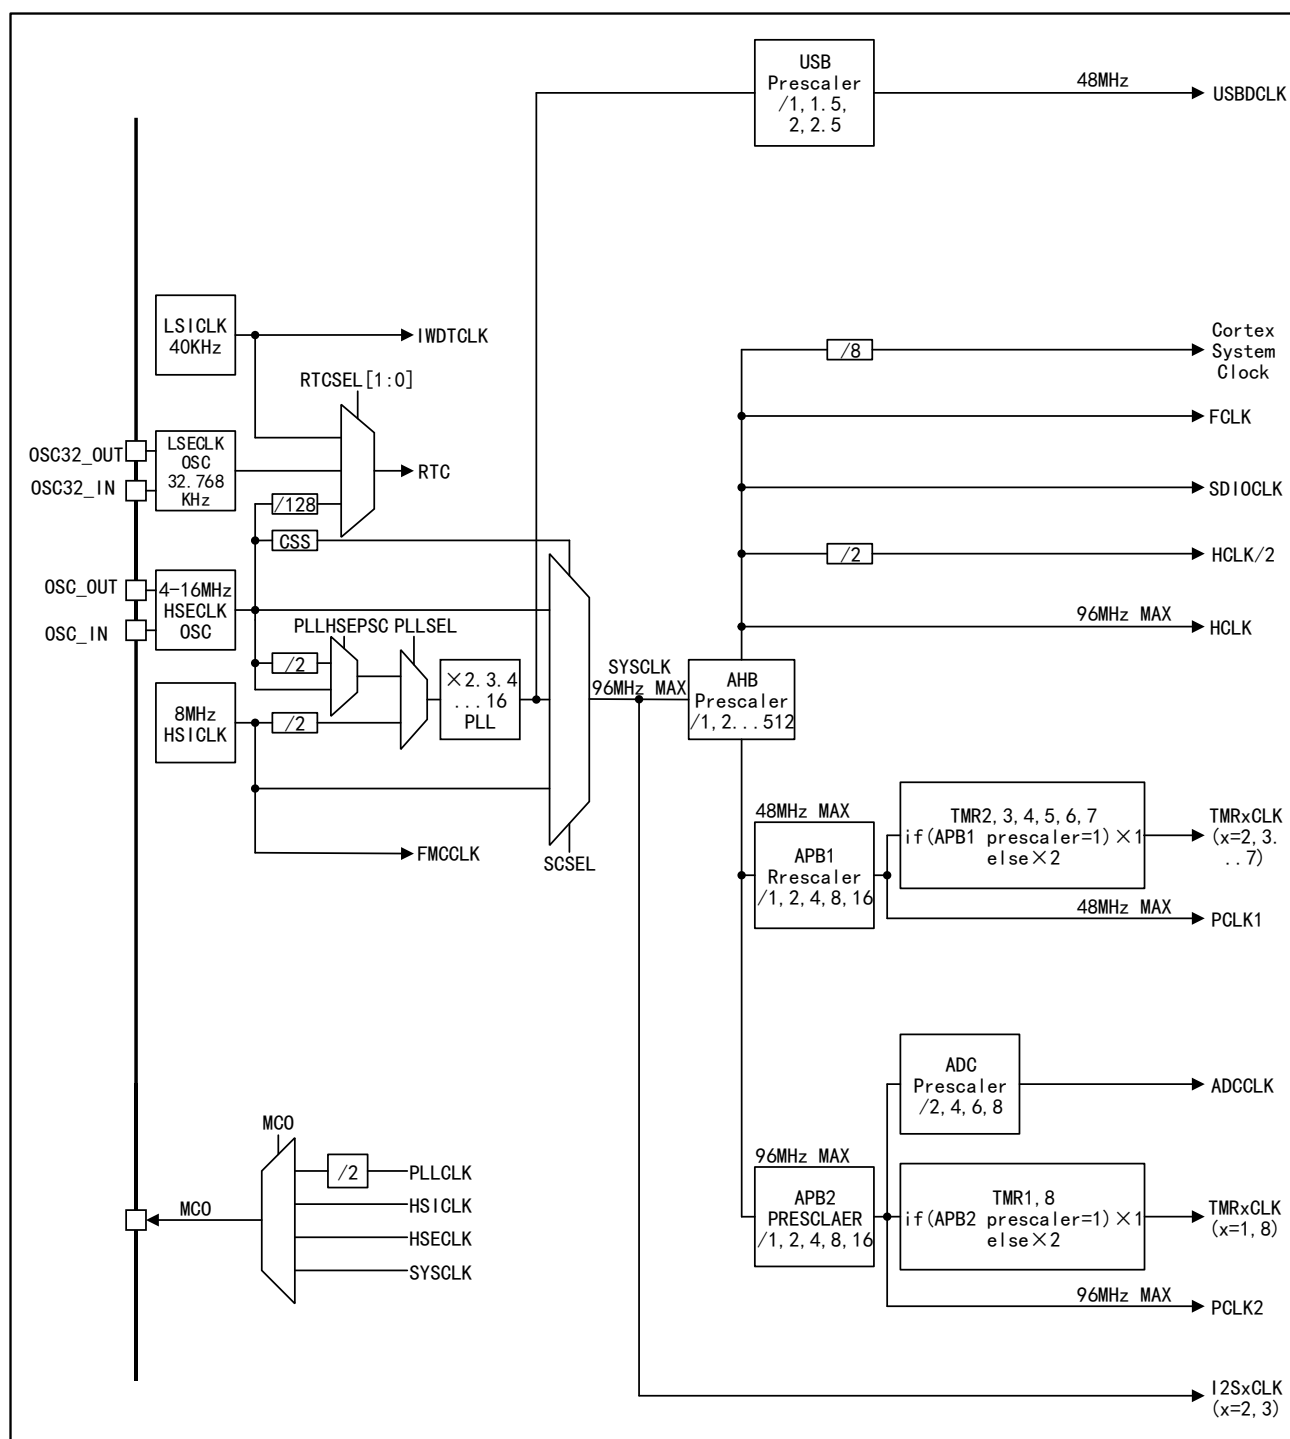 USB
Prescaler
/1, 1.5,
2, 2.5
48MHz
USBDCLK
LSICLK
40KHz
IWDTCLK
RTCSEL[1:0]
OSC32_OUT
OSC32_IN
LSECLK
OSC
32.768
KHz
RTC
/128
CSS
OSC_OUT
OSC_IN
4-16MHz
HSECLK
OSC
PLLHSEPSC
PLLSEL
/2
8MHz
HSICLK
/2
×2.3.4
...16
PLL
FMCCLK
SCSEL
SYSCLK
96MHz MAX
AHB
Prescaler
/1, 2...512
/8
Cortex
System
Clock
FCLK
SDIOCLK
/2
HCLK/2
96MHz MAX
HCLK
48MHz MAX
APB1
Rrescaler
/1, 2, 4, 8, 16
TMR2, 3, 4, 5, 6, 7
if(APB1 prescaler=1)×1
else×2
TMRxCLK
(x=2, 3.
..7)
48MHz MAX
PCLK1
ADC
Prescaler
/2, 4, 6, 8
ADCCLK
96MHz MAX
APB2
PRESCLAER
/1, 2, 4, 8, 16
TMR1, 8
if(APB2 prescaler=1)×1
else×2
TMRxCLK
(x=1, 8)
96MHz MAX
PCLK2
I2SxCLK
(x=2, 3)
MCO
MCO
/2
PLLCLK
HSICLK
HSECLK
SYSCLK